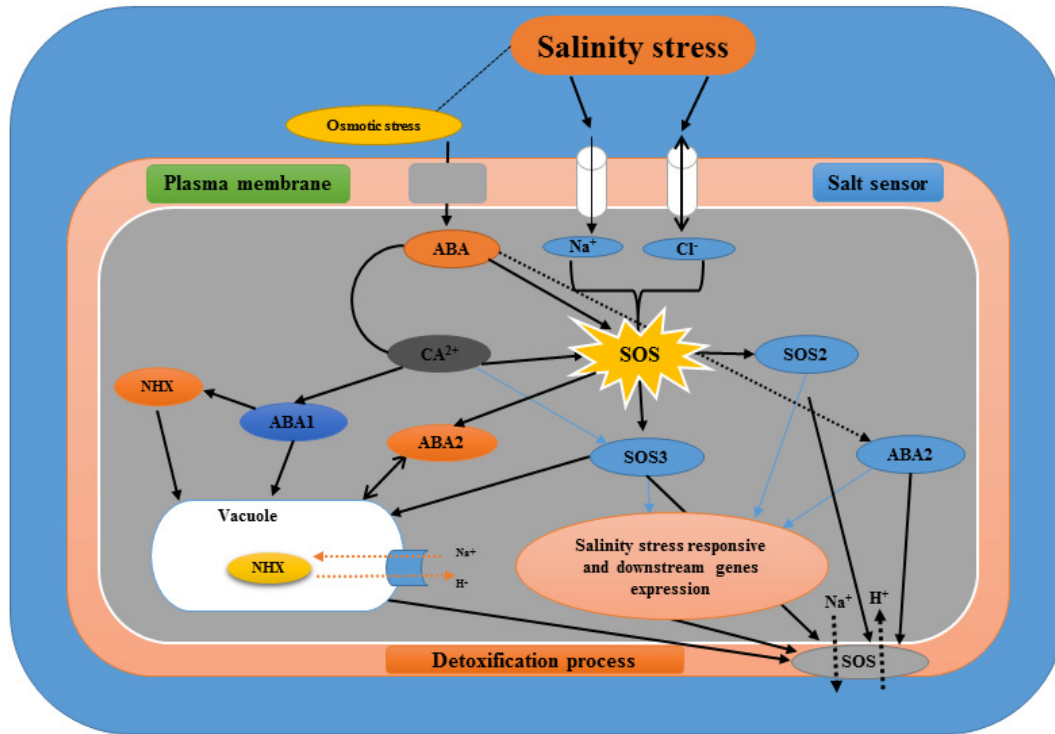 Salinity stress
Osmotic stress
Plasma membrane
Salt sensor
ABA
Na⁺
Cl⁻
CA²⁺
SOS
SOS2
NHX
ABA1
ABA2
SOS3
ABA2
Vacuole
NHX
Na⁺
H⁺
Salinity stress responsive
and downstream genes
expression
Na⁺
H⁺
SOS
Detoxification process